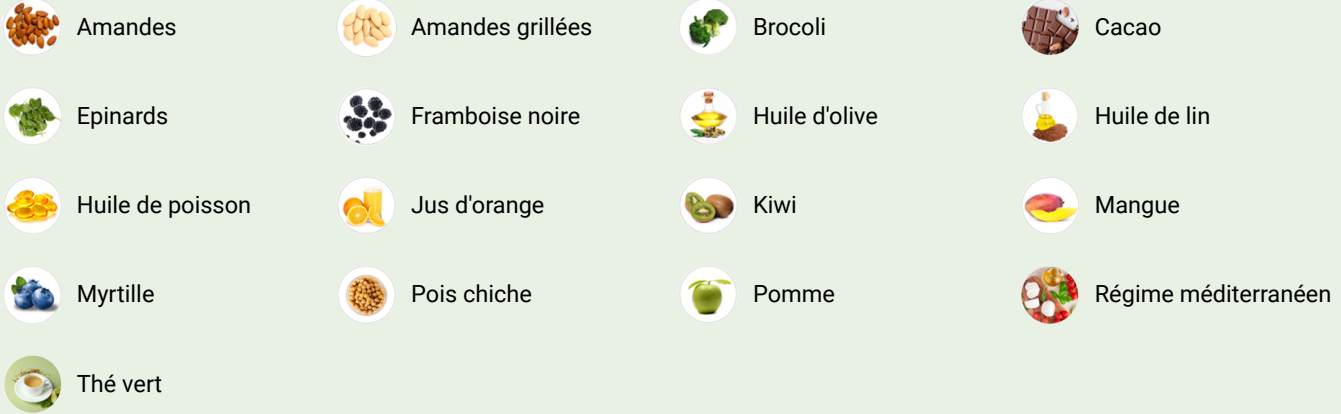 Amandes
Amandes grillées
Brocoli
Cacao
Epinards
Framboise noire
Huile d'olive
Huile de lin
Huile de poisson
Jus d'orange
Kiwi
Mangue
Myrtille
Pois chiche
Pomme
Régime méditerranéen
Thé vert